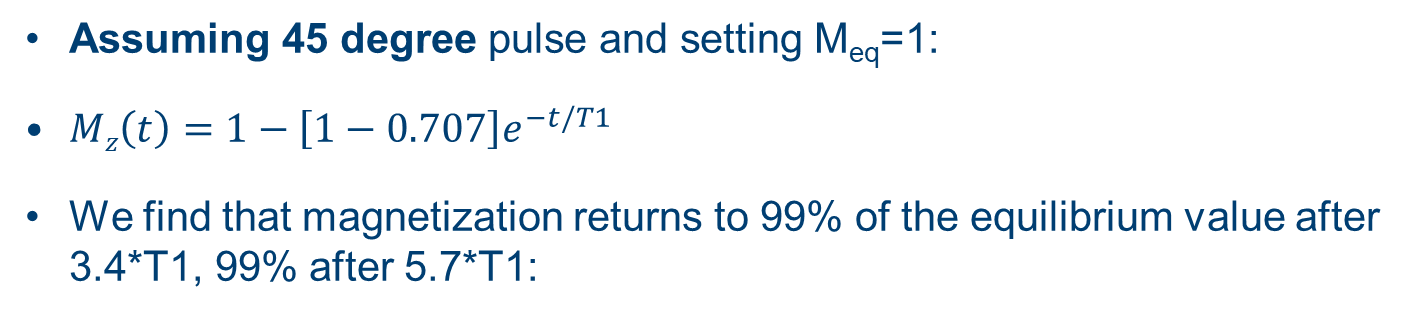 • Assuming 45 degree pulse and setting Meq=1:
• Mz(t) = 1 − [1 − 0.707]e^−t/T1
• We find that magnetization returns to 99% of the equilibrium value after
3.4*T1, 99% after 5.7*T1: